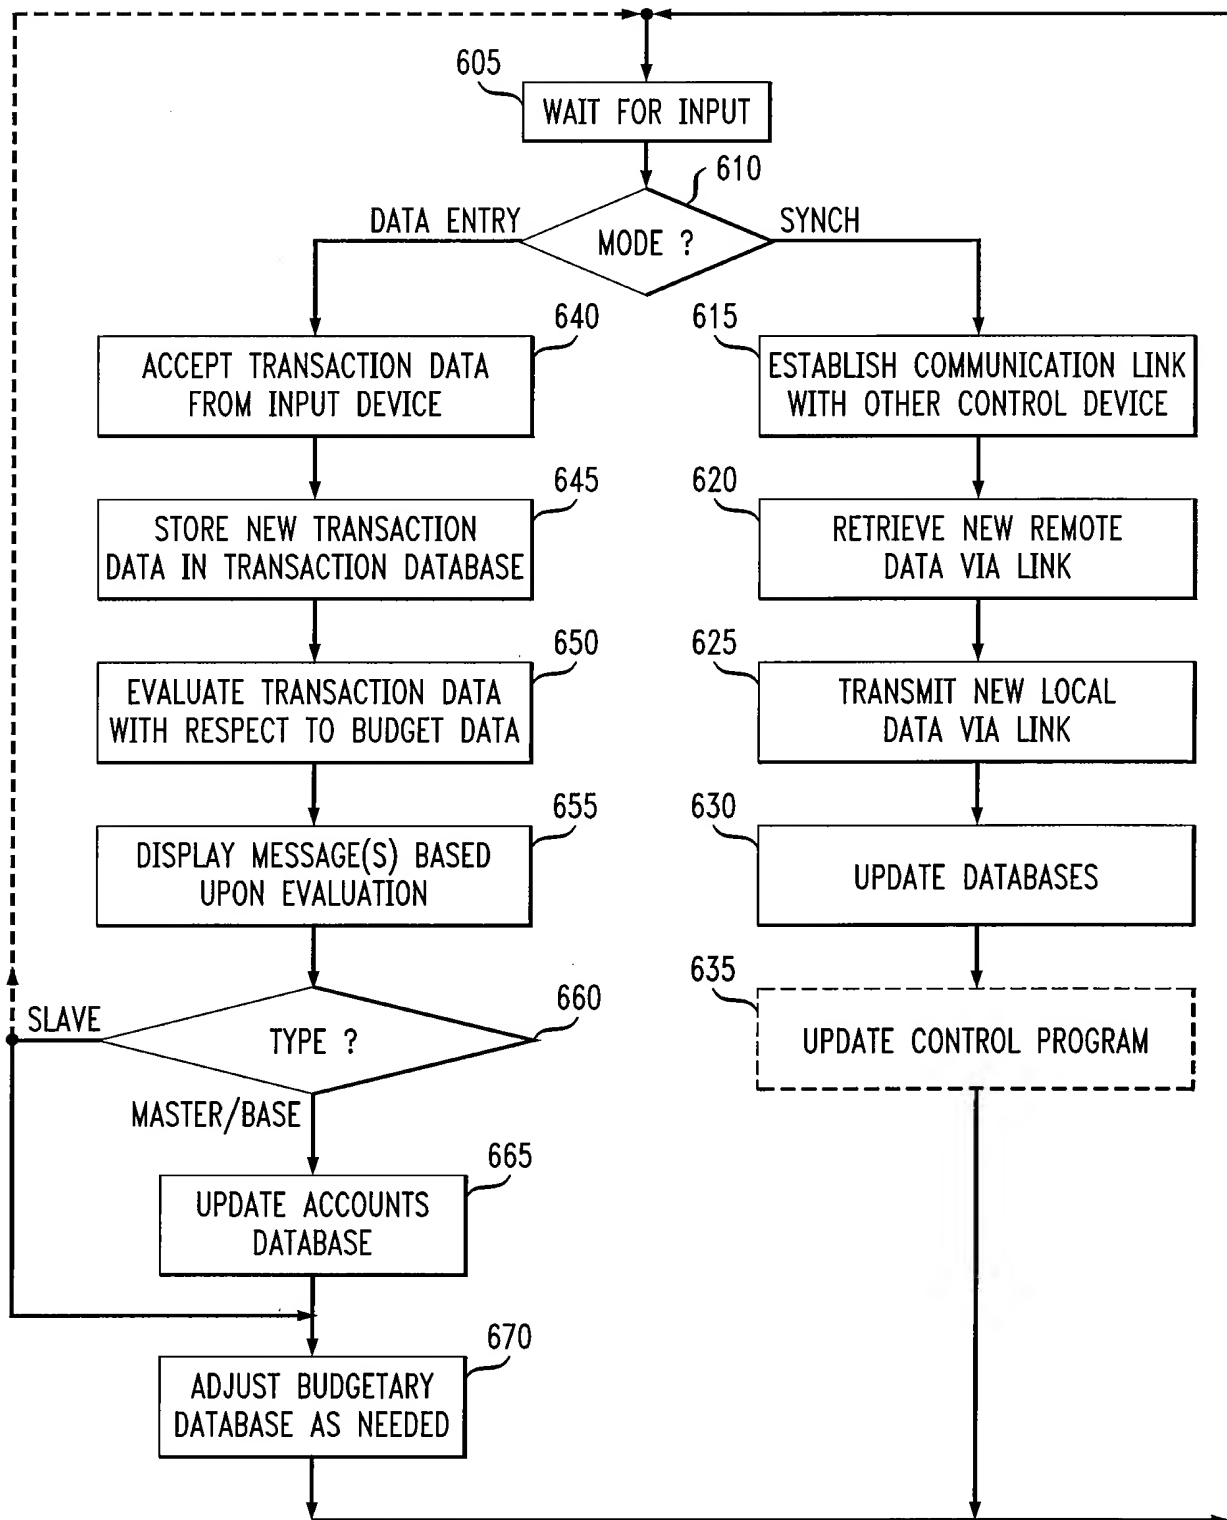 605
WAIT FOR INPUT
610
DATA ENTRY
MODE ?
SYNCH
640
ACCEPT TRANSACTION DATA
FROM INPUT DEVICE
645
STORE NEW TRANSACTION
DATA IN TRANSACTION DATABASE
650
EVALUATE TRANSACTION DATA
WITH RESPECT TO BUDGET DATA
655
DISPLAY MESSAGE(S) BASED
UPON EVALUATION
660
SLAVE
TYPE ?
MASTER/BASE
665
UPDATE ACCOUNTS
DATABASE
670
ADJUST BUDGETARY
DATABASE AS NEEDED
615
ESTABLISH COMMUNICATION LINK
WITH OTHER CONTROL DEVICE
620
RETRIEVE NEW REMOTE
DATA VIA LINK
625
TRANSMIT NEW LOCAL
DATA VIA LINK
630
UPDATE DATABASES
635
UPDATE CONTROL PROGRAM